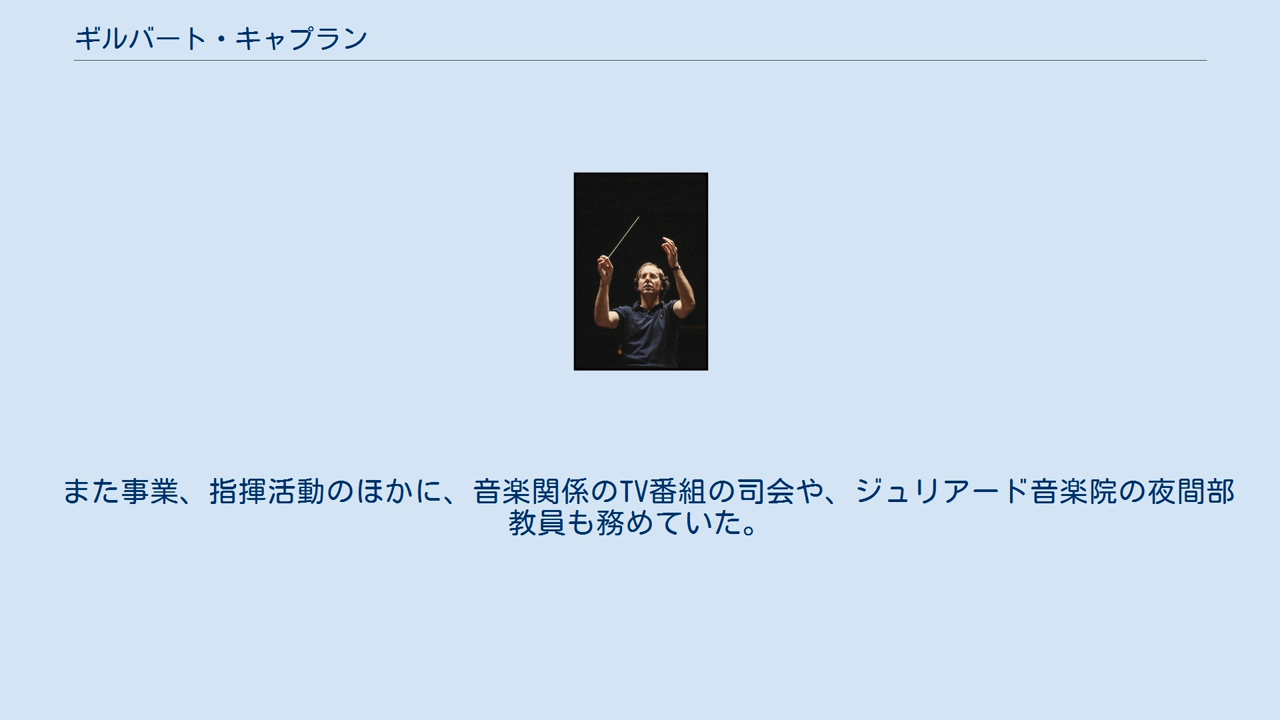 ギルバート・キャプラン
また事業、指揮活動のほかに、音楽関係のTV番組の司会や、ジュリアード音楽院の夜間部
教員も務めていた。